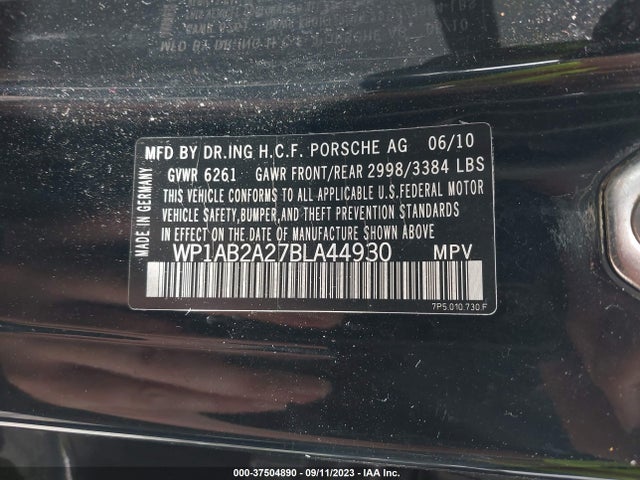 MFD BY DR.ING H.C.F. PORSCHE AG 06/10
GVWR 6261 GAWR FRONT/REAR 2998/3384 LBS
THIS VEHICLE CONFORMS TO ALL APPLICABLE U.S.FEDERAL MOTOR
VEHICLE SAFETY,BUMPER,AND THEFT PREVENTION STANDARDS
IN EFFECT ON THE DATE OF MANUFACTURE SHOWN ABOVE.
WP1AB2A27BLA44930 MPV
7P5.010.730.F
MADE IN GERMANY
000-37504890 - 09/11/2023 - IAA Inc.